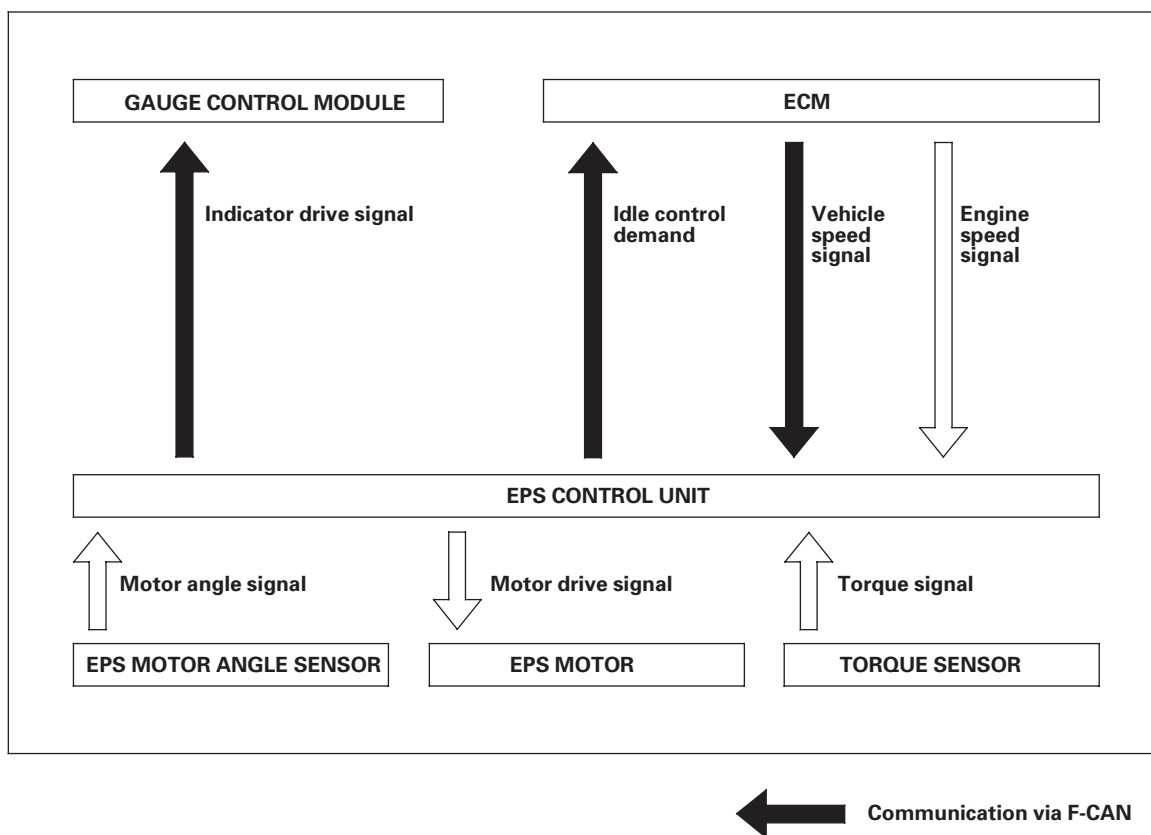 GAUGE CONTROL MODULE
ECM
Indicator drive signal
Idle control
demand
Vehicle
speed
signal
Engine
speed
signal
EPS CONTROL UNIT
Motor angle signal
Motor drive signal
Torque signal
EPS MOTOR ANGLE SENSOR
EPS MOTOR
TORQUE SENSOR
Communication via F-CAN